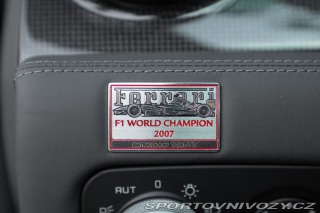 Ferrari
F1 WORLD CHAMPION
2007
AUT
0
SPORTOVNIVOZY.CZ